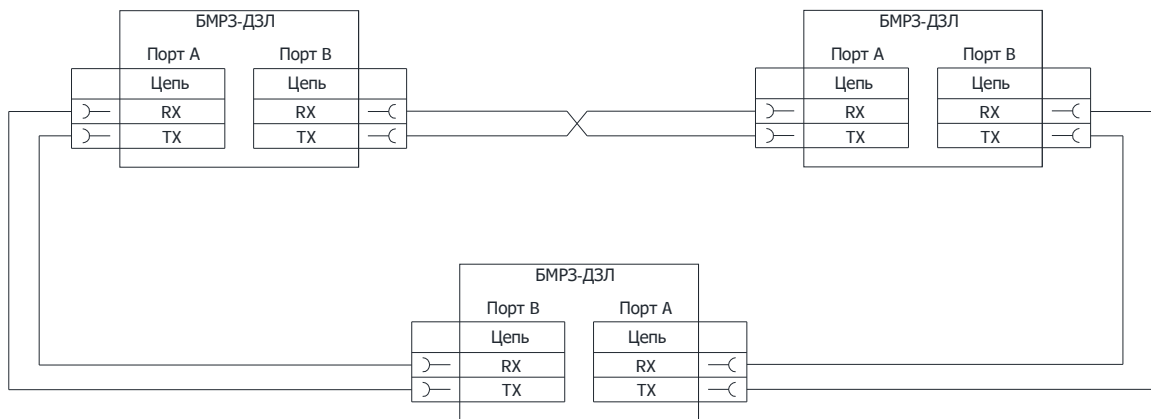 БМРЗ-ДЗЛ
Порт А Порт В
Цепь Цепь
RX RX
TX TX
БМРЗ-ДЗЛ
Порт А Порт В
Цепь Цепь
RX RX
TX TX
БМРЗ-ДЗЛ
Порт В Порт А
Цепь Цепь
RX RX
TX TX